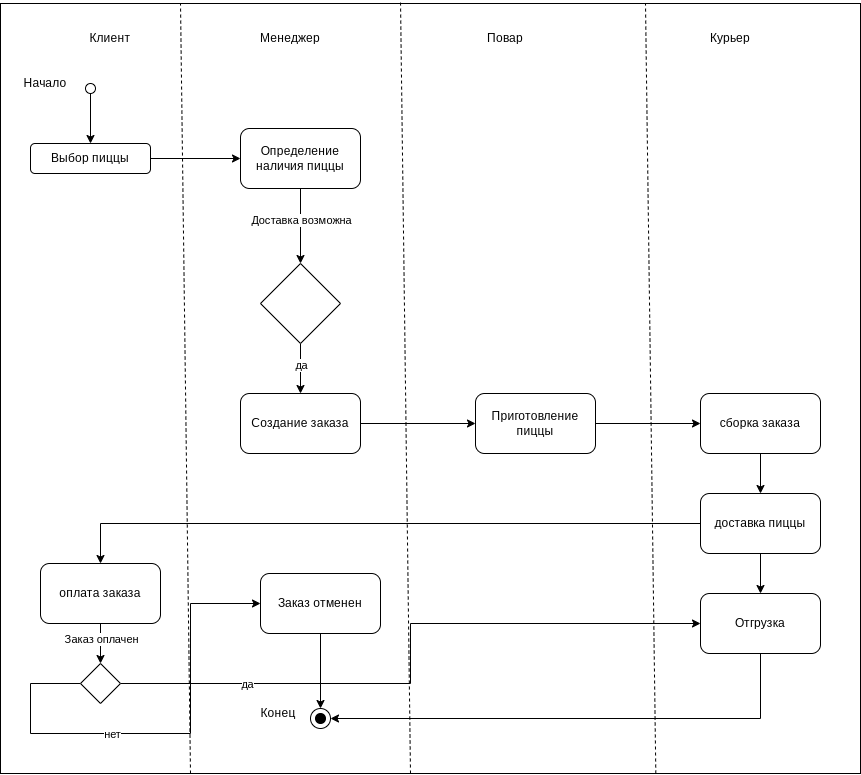 Клиент
Менеджер
Повар
Курьер
Начало
Выбор пиццы
Определение
наличия пиццы
Доставка возможна
да
Создание заказа
Приготовление
пиццы
сборка заказа
доставка пиццы
оплата заказа
Заказ отменен
Отгрузка
Заказ оплачен
да
Конец
нет